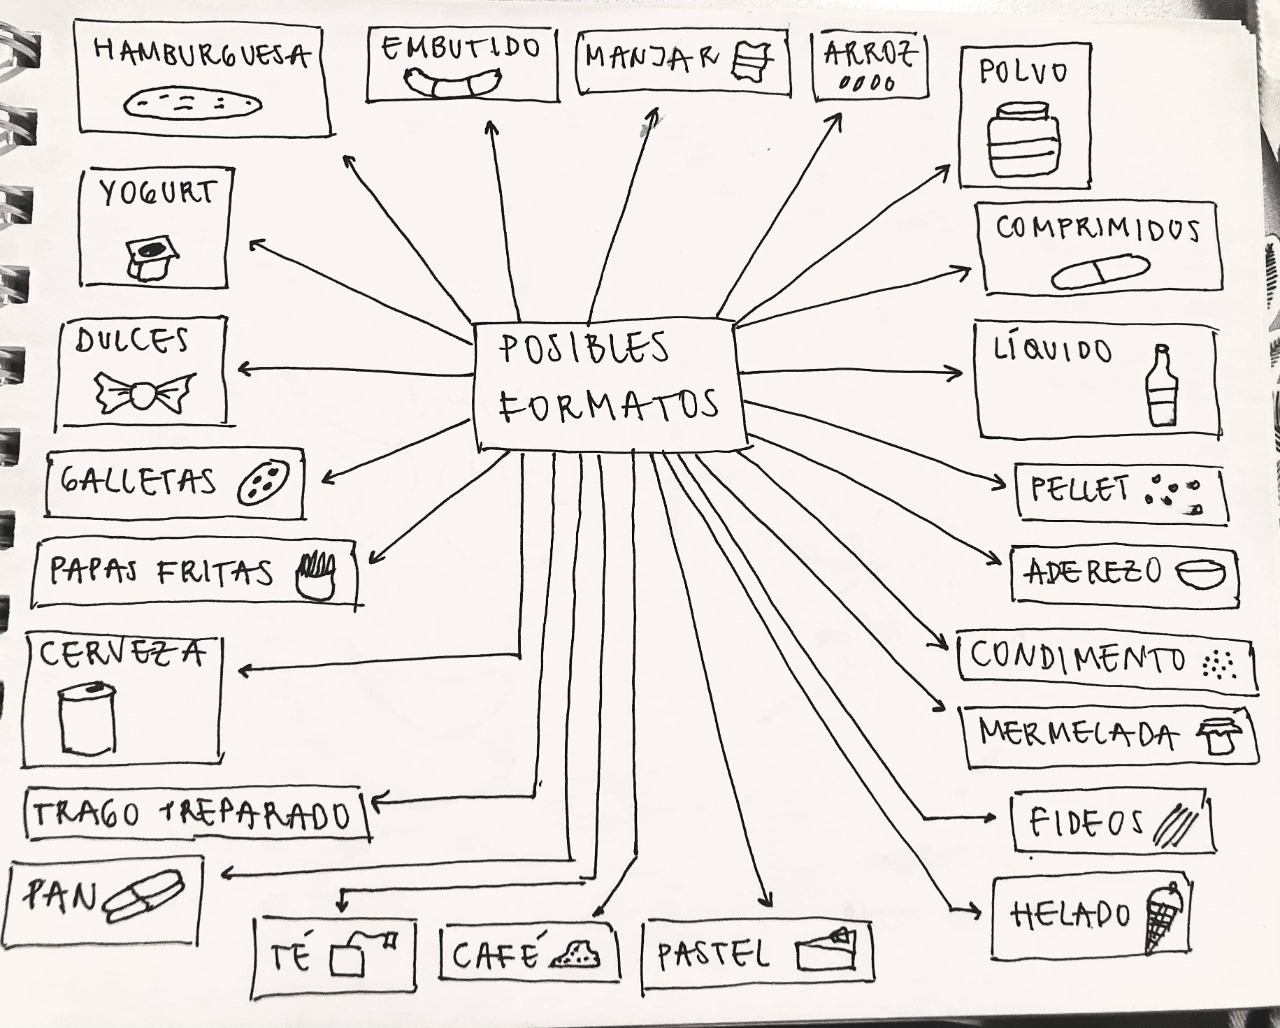 HAMBURGUESA
EMBUTIDO
MANJAR
ARROZ
POLVO
YOGURT
COMPRIMIDOS
DULCES
POSIBLES
FORMATOS
LÍQUIDO
GALLETAS
PELLET
PAPAS FRITAS
ADEREZO
CERVEZA
CONDIMENTO
MERMELADA
TRAGO PREPARADO
FIDEOS
PAN
HELADO
TÉ
CAFÉ
PASTEL